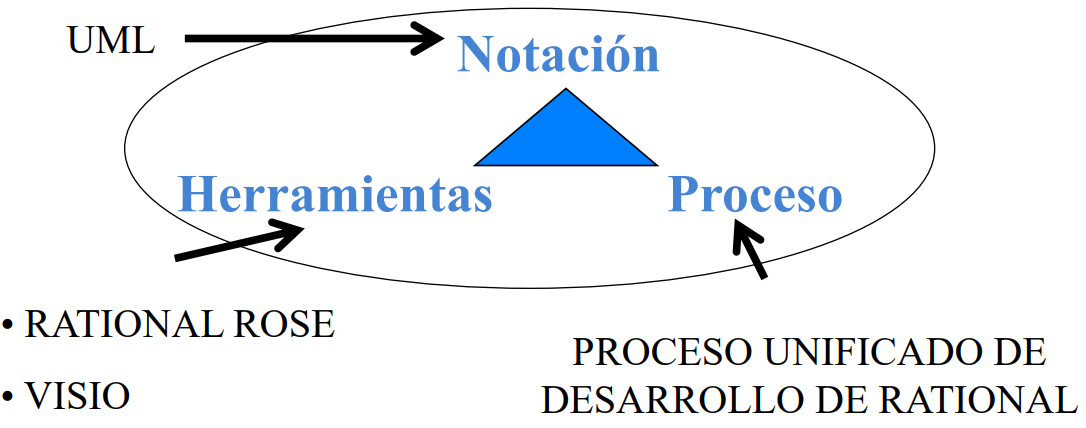 UML
Notación
Herramientas
Proceso
• RATIONAL ROSE
• VISIO
PROCESO UNIFICADO DE
DESARROLLO DE RATIONAL